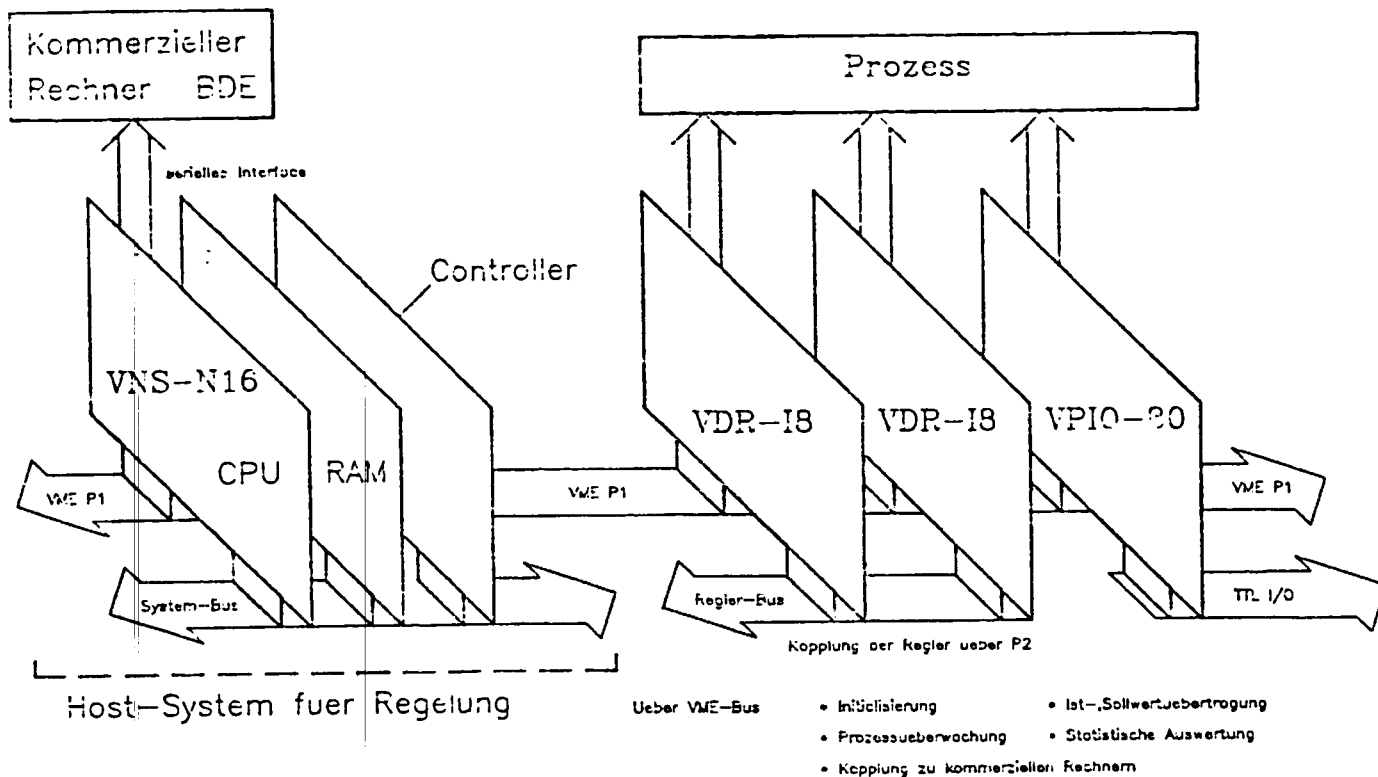 Kommerzieller
Rechner BDE
Prozess
serielles Interface
Controller
VNS-N16
CPU
RAM
VDR-I8
VDR-I8
VPIO-80
VME P1
VME P1
VME P1
System-Bus
Regler-Bus
TTL I/O
Kopplung der Regler ueber P2
Host-System fuer Regelung
Ueber VME-Bus
• Initialisierung
• Ist-,Sollwertuebertragung
• Prozessueberwachung
• Statistische Auswertung
• Kopplung zu kommerziellen Rechnern